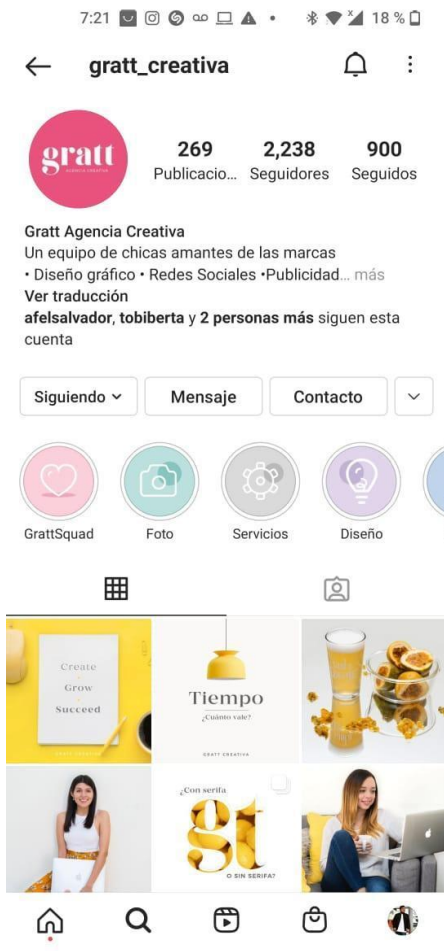 7:21
18 %
gratt_creativa
gratt
AGENCIA CREATIVA
269
2,238
900
Publicacio...
Seguidores
Seguidos
Gratt Agencia Creativa
Un equipo de chicas amantes de las marcas
• Diseño gráfico • Redes Sociales •Publicidad... más
Ver traducción
afelsalvador, tobiberta y 2 personas más siguen esta
cuenta
Siguiendo
Mensaje
Contacto
GrattSquad
Foto
Servicios
Diseño
Create
Grow
Succeed
Tiempo
¿Cuánto vale?
GRATT CREATIVA
¿Con serifa
gt
O SIN SERIFA?